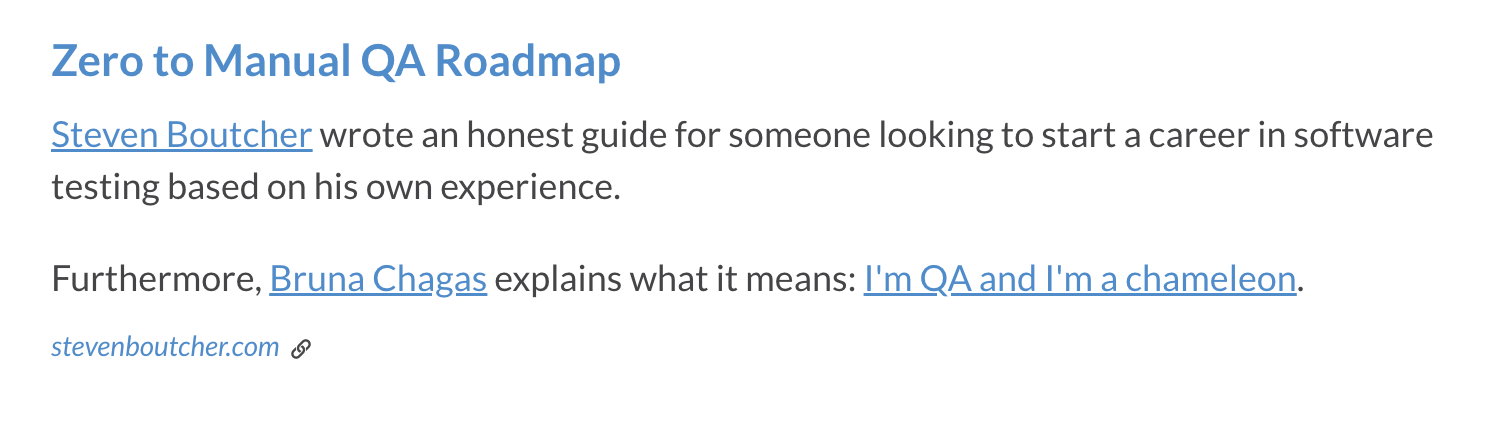 Zero to Manual QA Roadmap
Steven Boutcher wrote an honest guide for someone looking to start a career in software
testing based on his own experience.
Furthermore, Bruna Chagas explains what it means: I'm QA and I'm a chameleon.
stevenboutcher.com